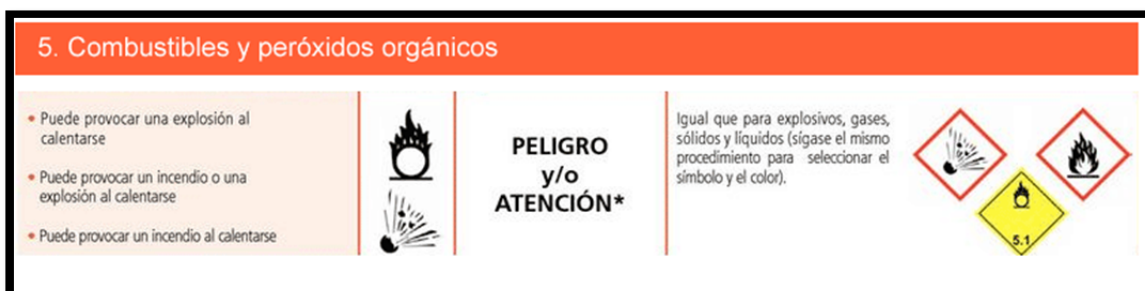 5. Combustibles y peróxidos orgánicos
• Puede provocar una explosión al
calentarse
• Puede provocar un incendio o una
explosión al calentarse
• Puede provocar un incendio al calentarse
PELIGRO
y/o
ATENCIÓN*
Igual que para explosivos, gases,
sólidos y líquidos (sígase el mismo
procedimiento para seleccionar el
símbolo y el color).
5.1